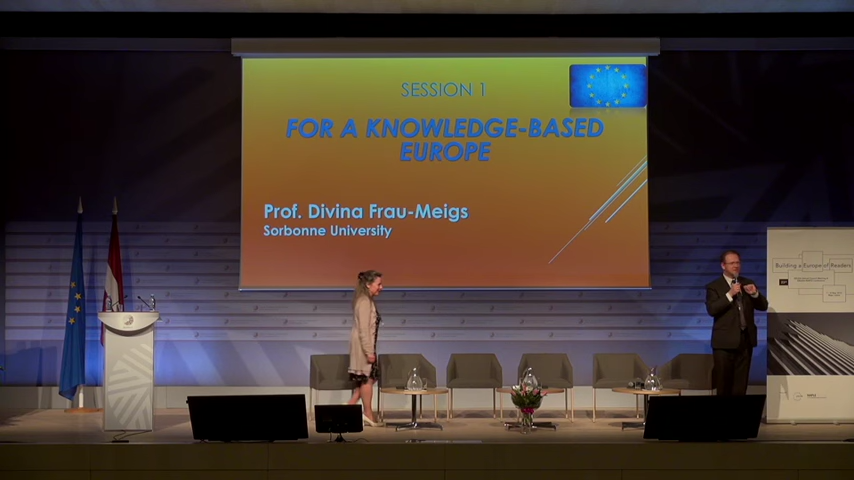 SESSION 1
FOR A KNOWLEDGE-BASED
EUROPE
Prof. Divina Frau-Meigs
Sorbonne University
Building a Europe of Readers